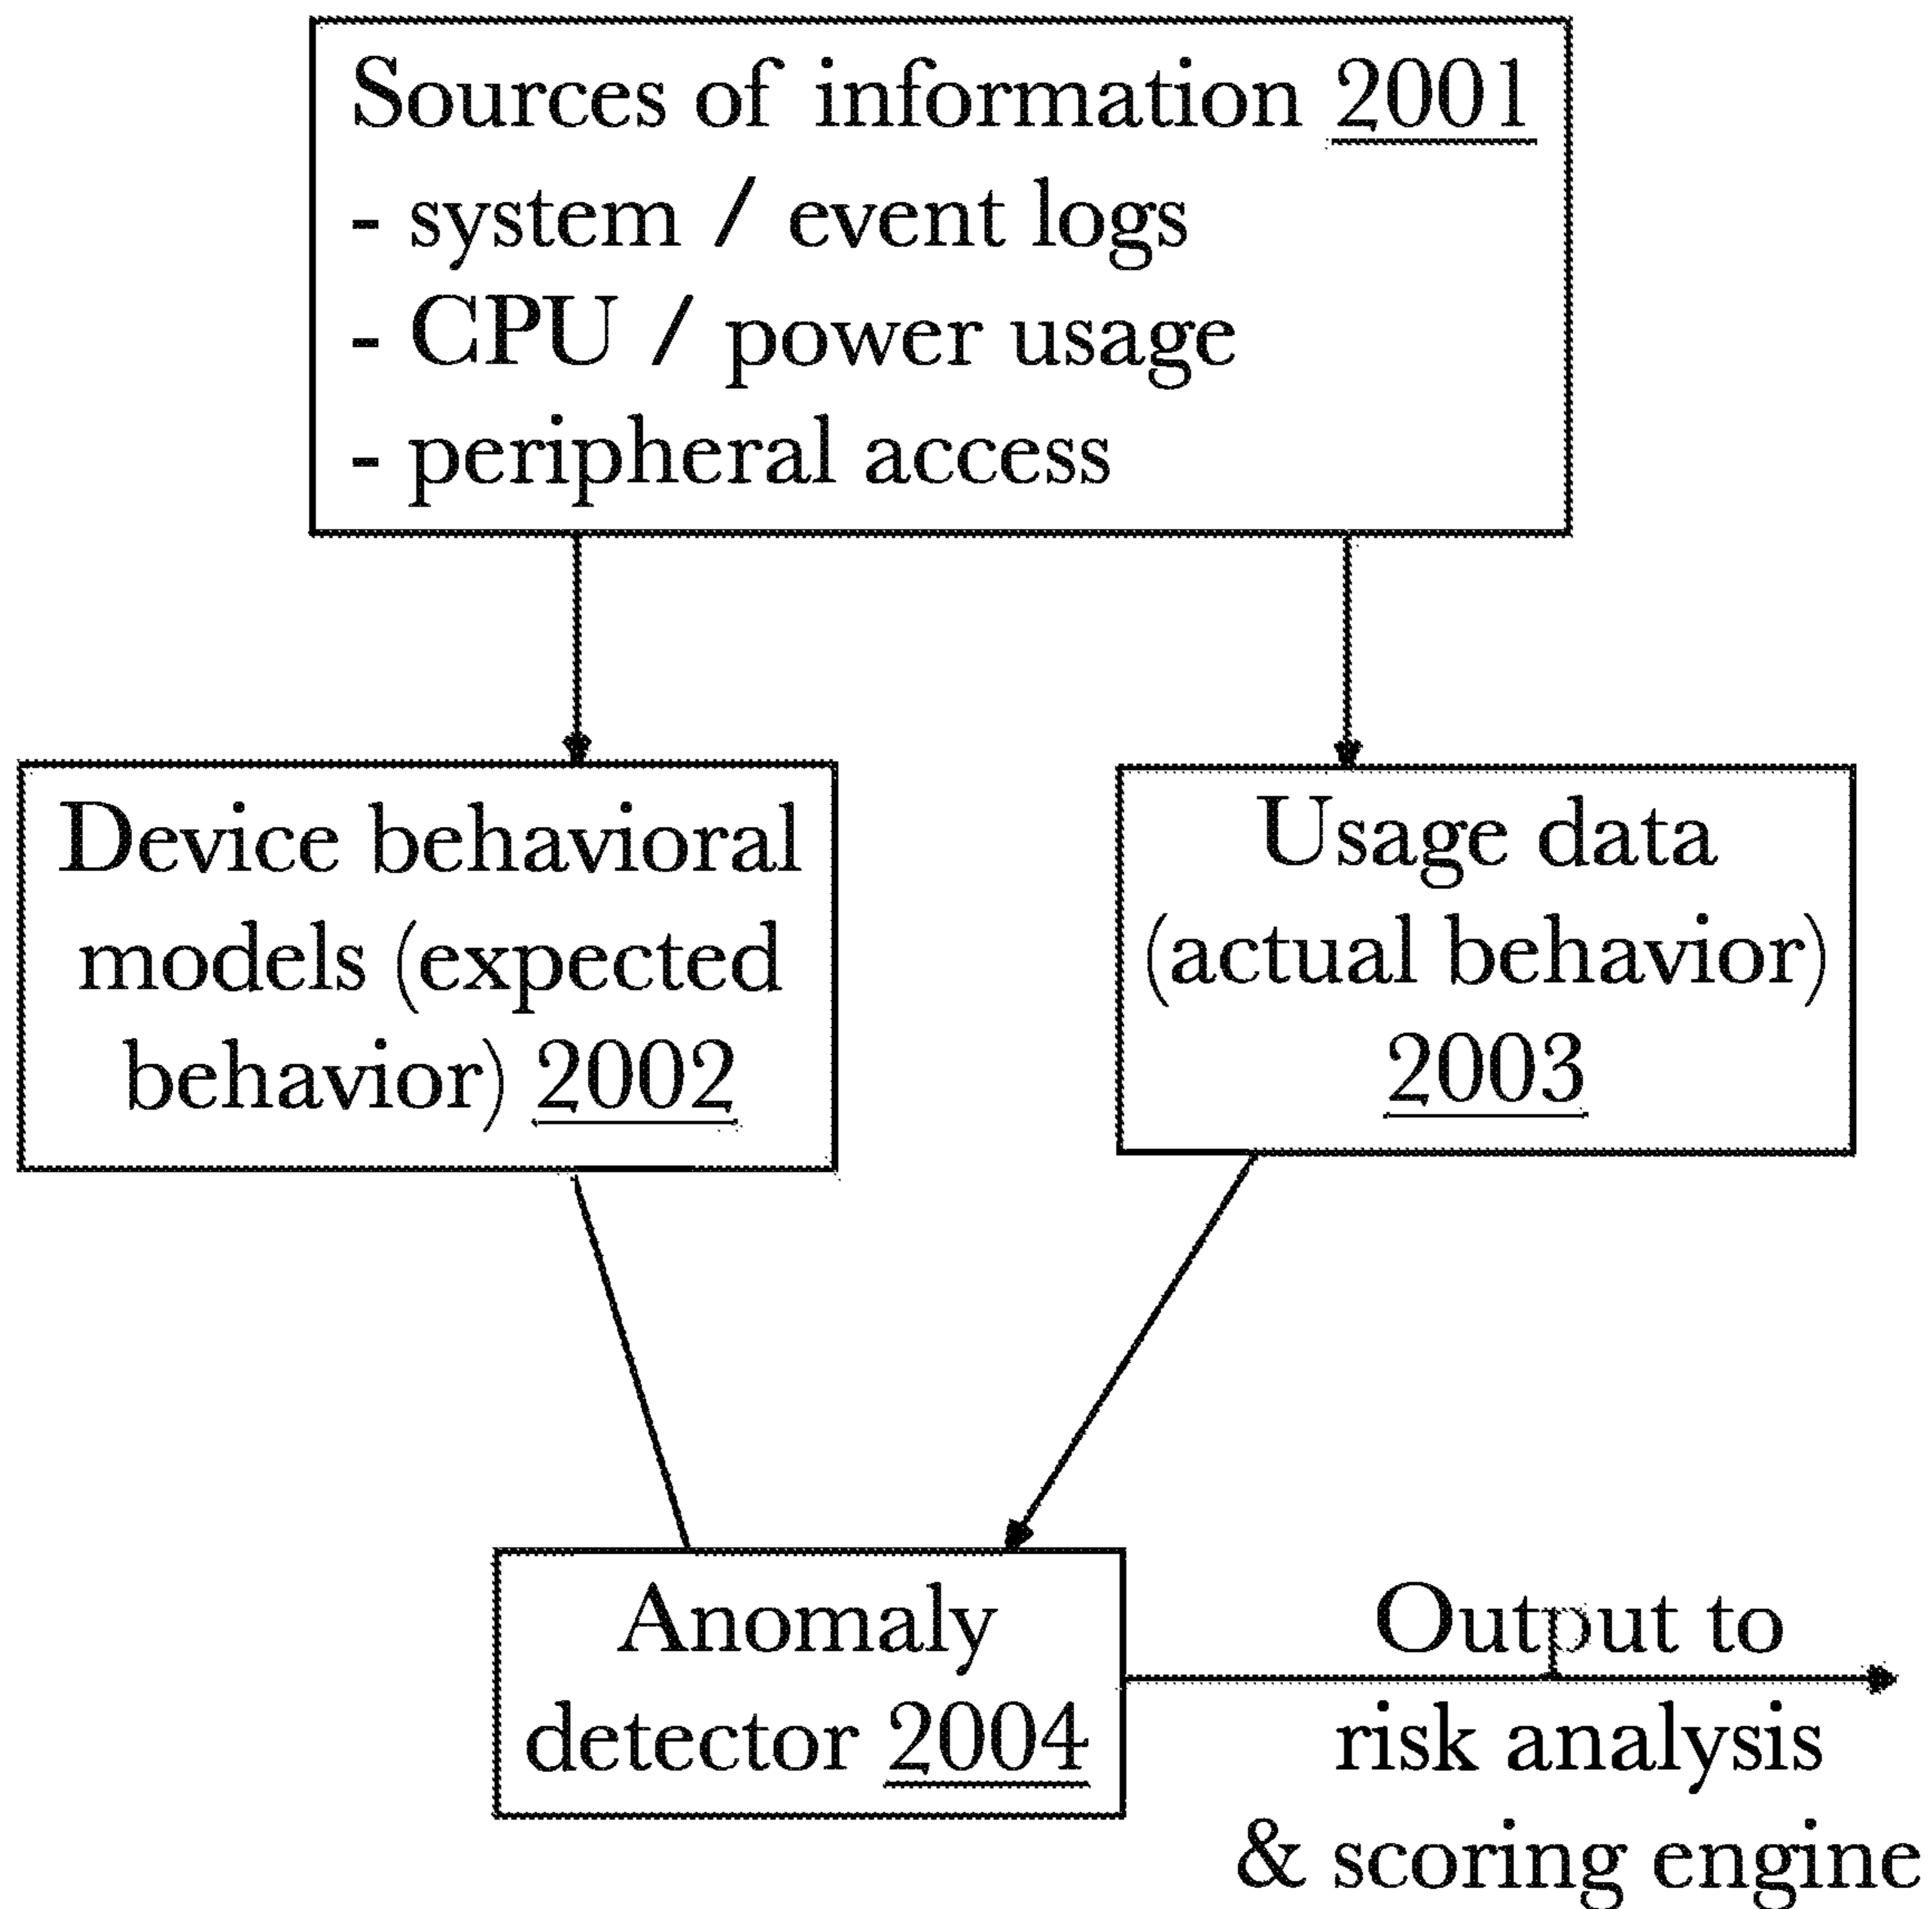 Sources of information 2001
- system / event logs
- CPU / power usage
- peripheral access
Device behavioral
models (expected
behavior) 2002
Usage data
(actual behavior)
2003
Anomaly
detector 2004
Output to
risk analysis
& scoring engine